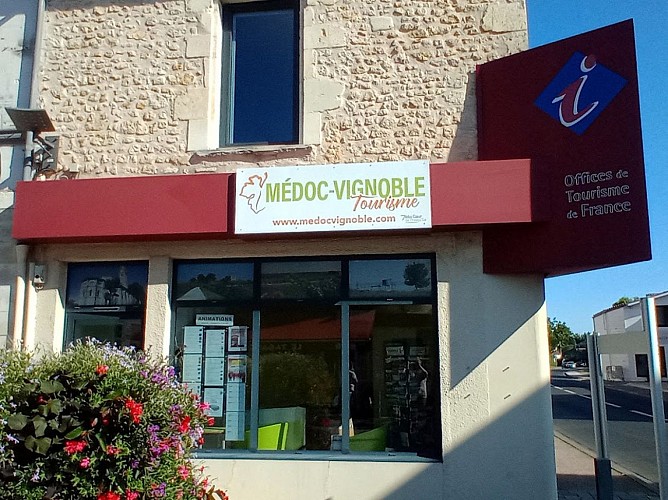 MÉDOC-VIGNOBLE
Tourisme
www.medocvignoble.com
i
Offices de
Tourisme
de France
ANIMATIONS